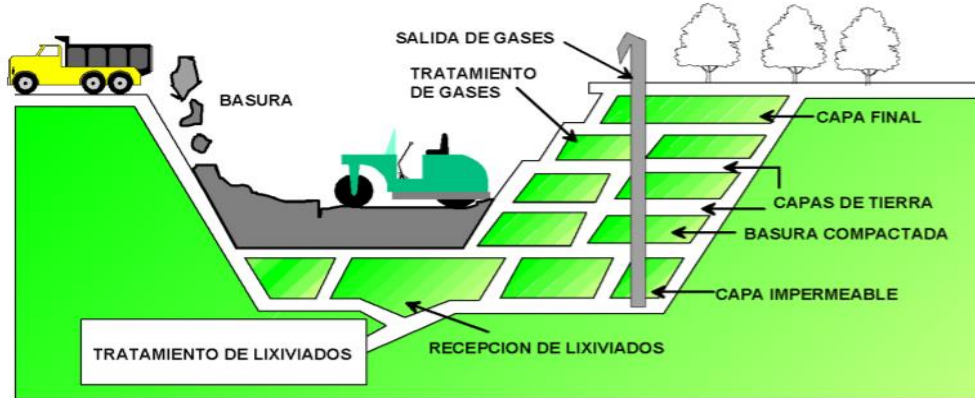 SALIDA DE GASES
TRATAMIENTO
DE GASES
BASURA
CAPA FINAL
CAPAS DE TIERRA
BASURA COMPACTADA
CAPA IMPERMEABLE
RECEPCION DE LIXIVIADOS
TRATAMIENTO DE LIXIVIADOS